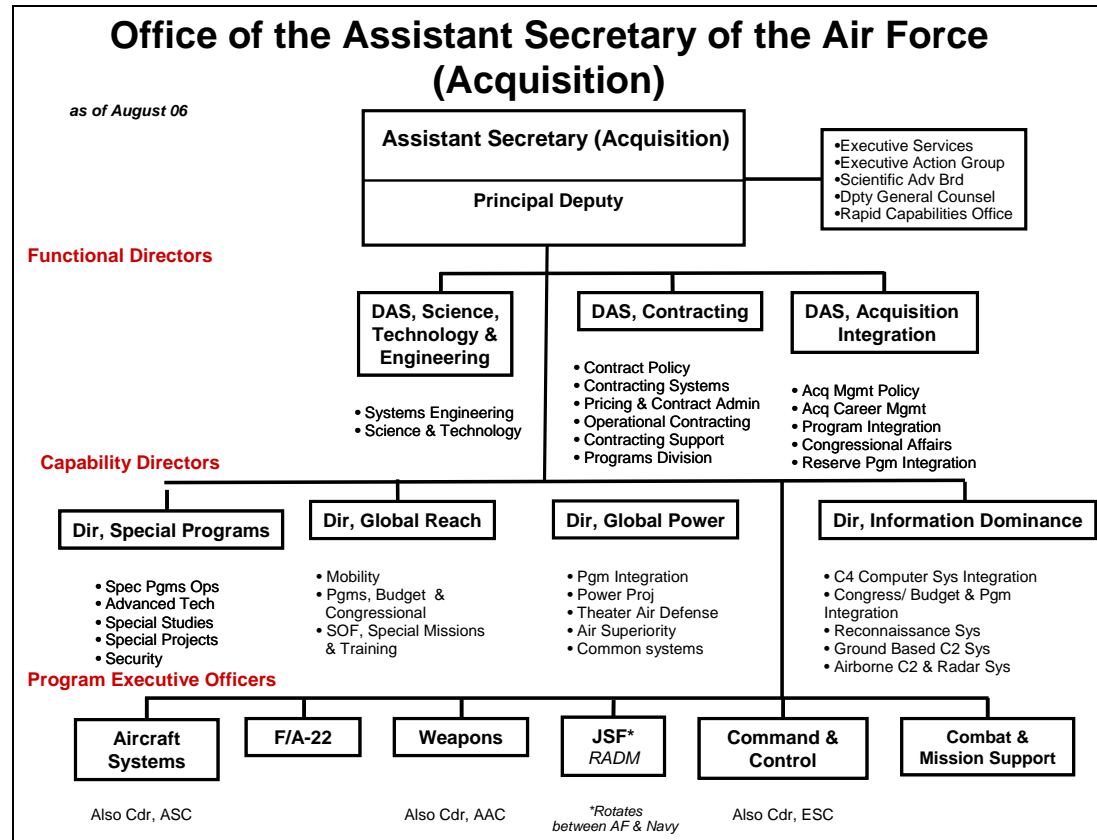 Office of the Assistant Secretary of the Air Force
(Acquisition)
as of August 06
Assistant Secretary (Acquisition)
Principal Deputy
•Executive Services
•Executive Action Group
•Scientific Adv Brd
•Dpty General Counsel
•Rapid Capabilities Office
Functional Directors
DAS, Science,
Technology &
Engineering
• Systems Engineering
• Science & Technology
DAS, Contracting
• Contract Policy
• Contracting Systems
• Pricing & Contract Admin
• Operational Contracting
• Contracting Support
• Programs Division
DAS, Acquisition
Integration
• Acq Mgmt Policy
• Acq Career Mgmt
• Program Integration
• Congressional Affairs
• Reserve Pgm Integration
Capability Directors
Dir, Special Programs
• Spec Pgms Ops
• Advanced Tech
• Special Studies
• Special Projects
• Security
Dir, Global Reach
• Mobility
• Pgms, Budget &
Congressional
• SOF, Special Missions
& Training
Dir, Global Power
• Pgm Integration
• Power Proj
• Theater Air Defense
• Air Superiority
• Common systems
Dir, Information Dominance
• C4 Computer Sys Integration
• Congress/ Budget & Pgm
Integration
• Reconnaissance Sys
• Ground Based C2 Sys
• Airborne C2 & Radar Sys
Program Executive Officers
Aircraft
Systems
Also Cdr, ASC
F/A-22
Weapons
Also Cdr, AAC
JSF*
RADM
*Rotates
between AF & Navy
Command &
Control
Also Cdr, ESC
Combat &
Mission Support